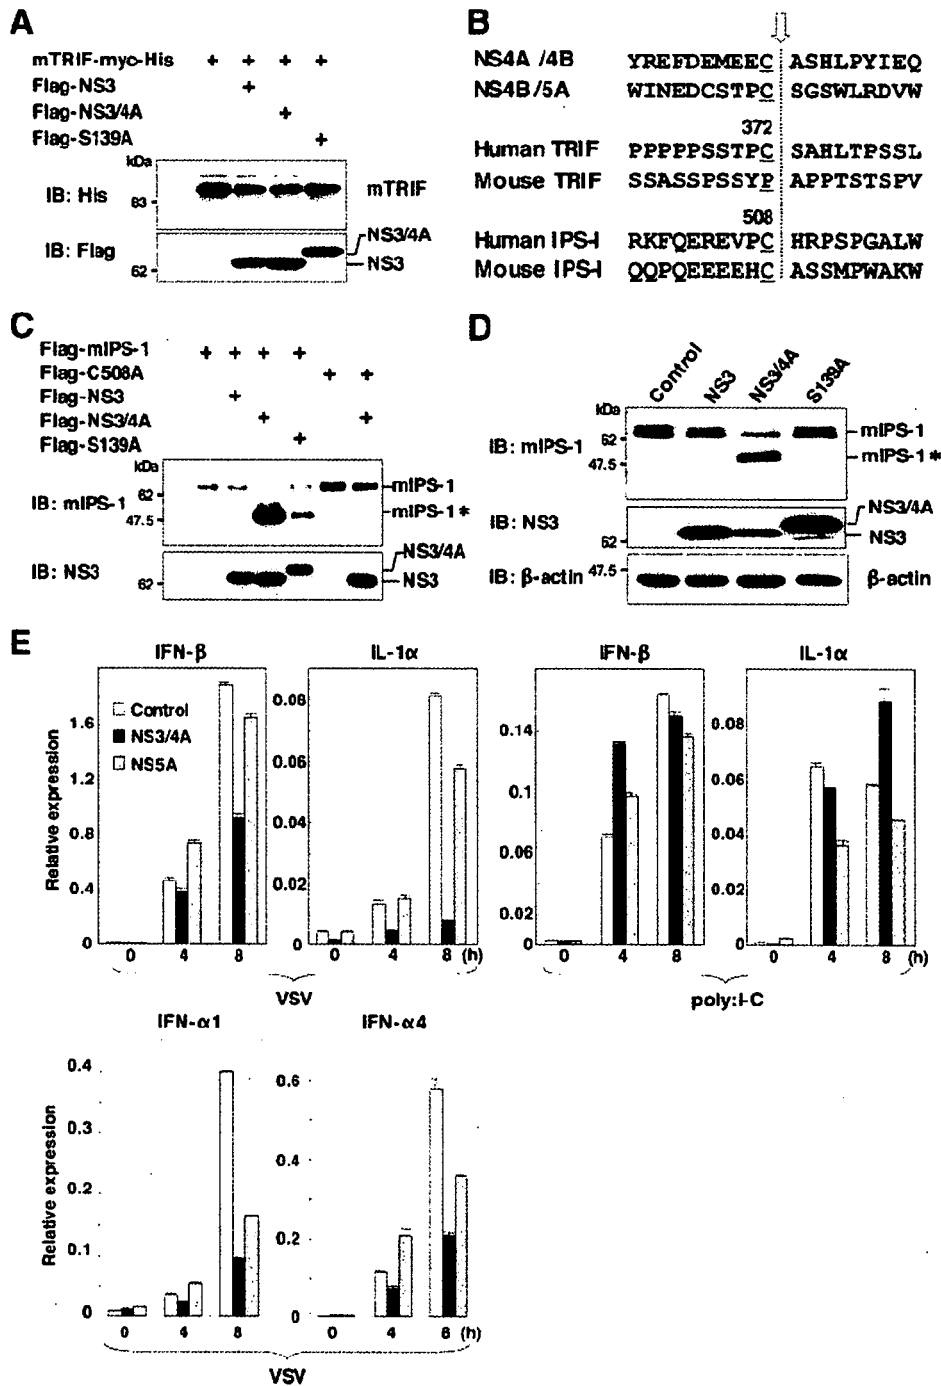 A
mTRIF-myc-His + + + +
Flag-NS3 +
Flag-NS3/4A +
Flag-S139A +
kDa
IB: His
83
mTRIF
IB: Flag
62
NS3/4A
NS3
B
NS4A /4B YREFDEMEEC ASHLPYIEQ
NS4B/5A WINEDCSTPC SGSWLRDVW
372
Human TRIF PPPPPSSTPC SAHLTPSSL
Mouse TRIF SSASSPSSYP APPTSTSPV
508
Human IPS-I RKFQEREVPC HRPSPGALW
Mouse IPS-I QQPQEEEEHC ASSMPWAKW
C
Flag-mIPS-1 + + + +
Flag-C508A + +
Flag-NS3 +
Flag-NS3/4A + +
Flag-S139A +
kDa
IB: mIPS-1
62
47.5
mIPS-1
mIPS-1*
IB: NS3
62
NS3/4A
NS3
D
Control NS3 NS3/4A S139A
kDa
IB: mIPS-1
62
47.5
mIPS-1
mIPS-1*
IB: NS3
62
NS3/4A
NS3
IB: β-actin
47.5
β-actin
E
IFN-β IL-1α IFN-β IL-1α
Relative expression
Control
NS3/4A
NS5A
1.6
1.2
0.8
0.4
0
0.08
0.06
0.04
0.02
0
0.14
0.1
0.06
0.02
0
0.08
0.06
0.04
0.02
0
0 4 8 0 4 8 (h)
VSV
0 4 8 0 4 8 (h)
poly:I-C
IFN-α1 IFN-α4
Relative expression
0.4
0.3
0.2
0.1
0
0.6
0.4
0.2
0
0 4 8 0 4 8 (h)
VSV